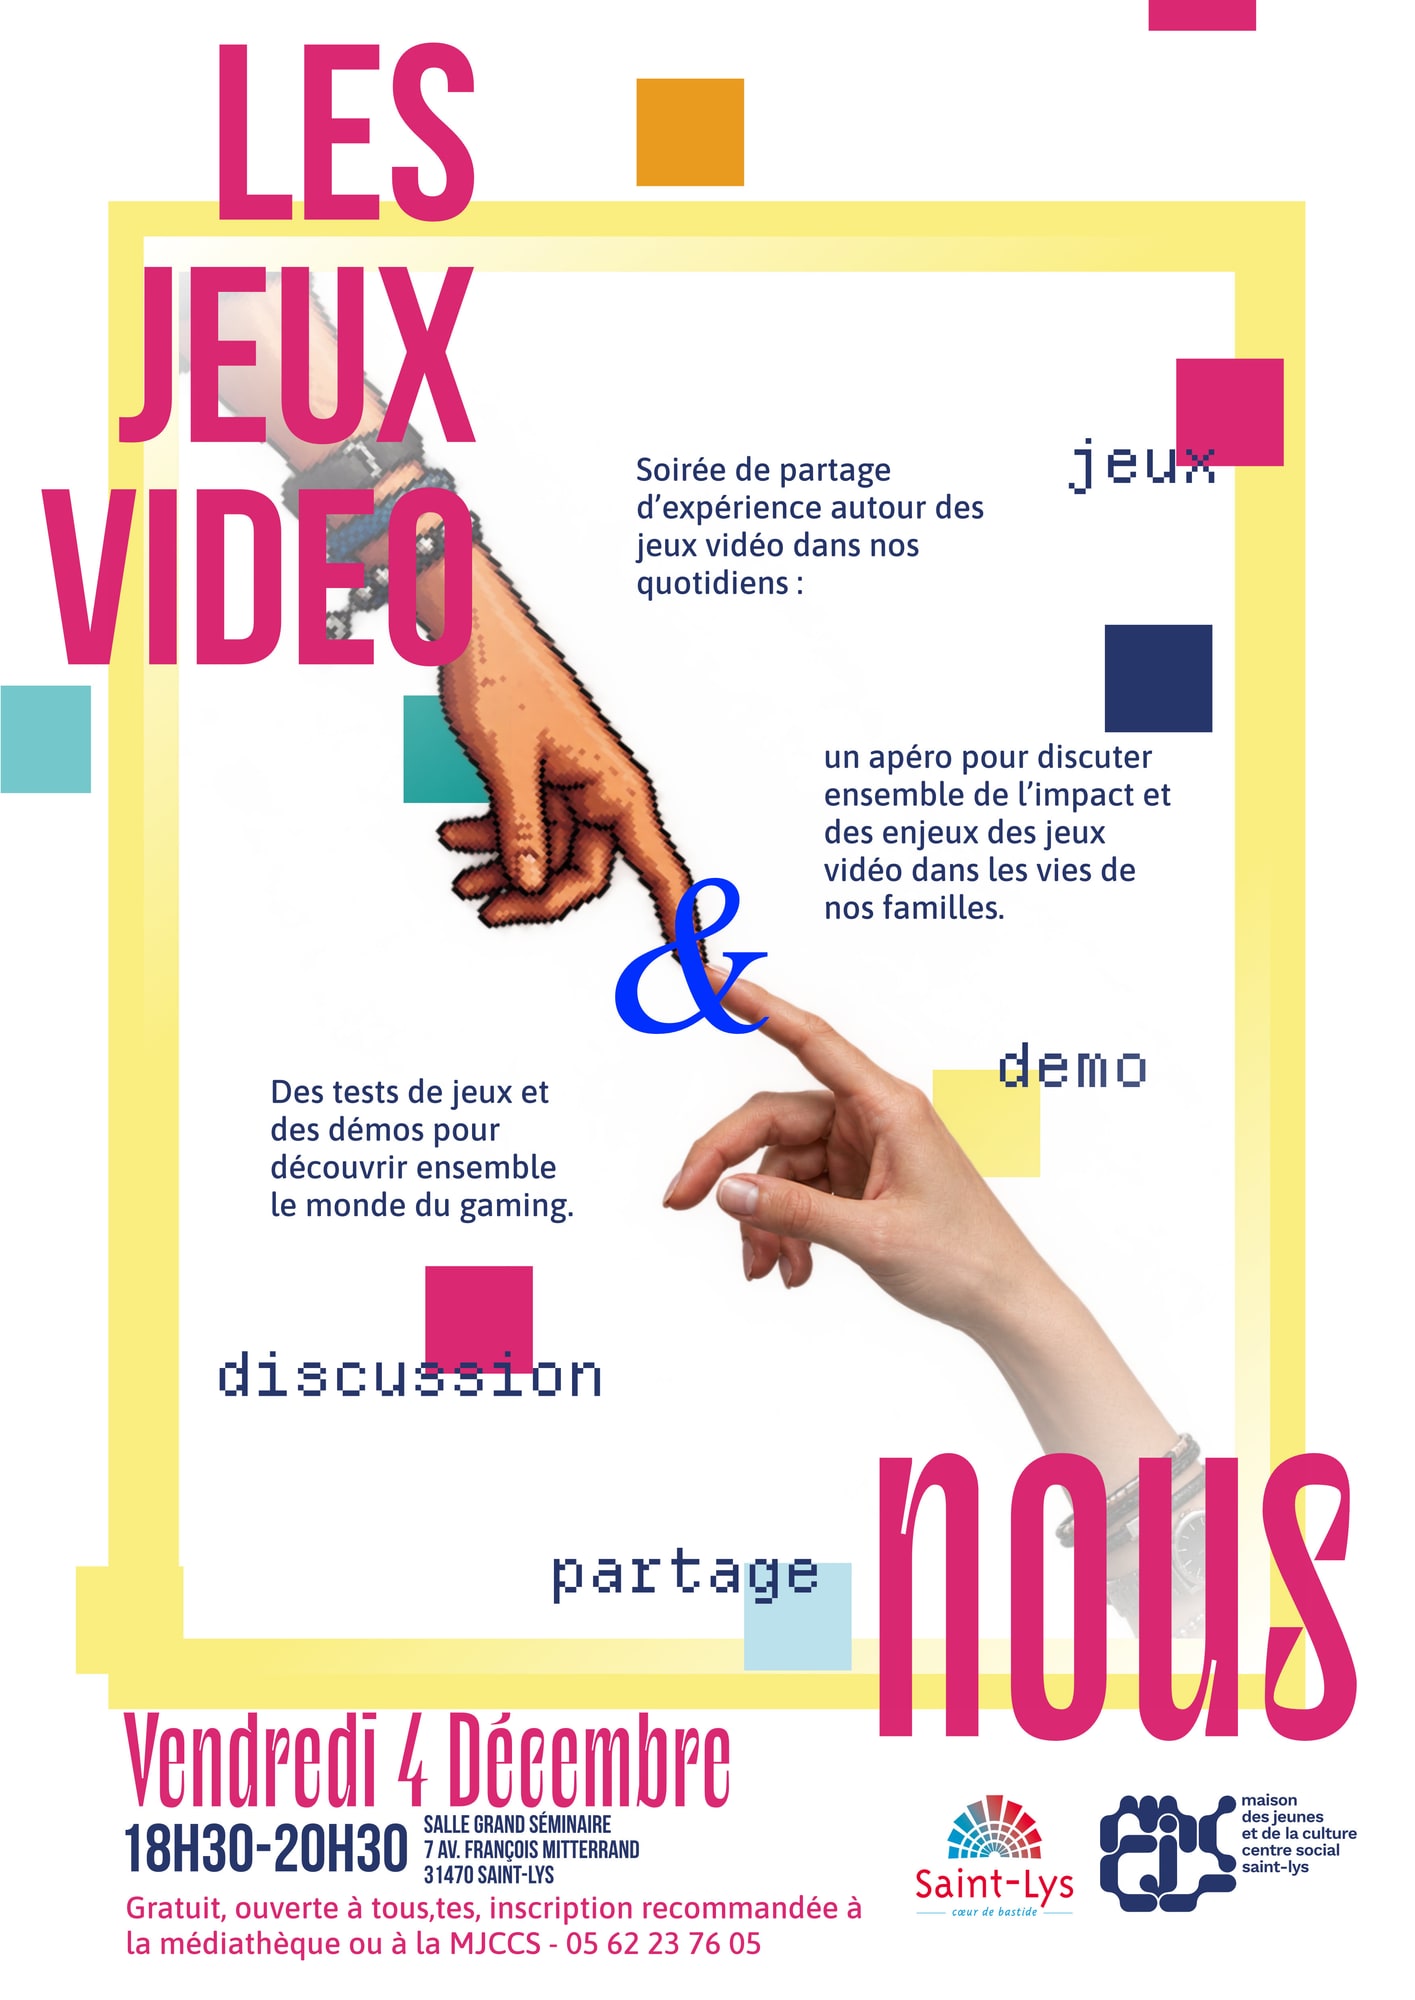 LES
JEUX
VIDEO
jeux
Soirée de partage
d'expérience autour des
jeux vidéo dans nos
quotidiens :
un apéro pour discuter
ensemble de l'impact et
des enjeux des jeux
vidéo dans les vies de
nos familles.
&
demo
Des tests de jeux et
des démos pour
découvrir ensemble
le monde du gaming.
discussion
partage
nous
Vendredi 4 Décembre
18H30-20H30
SALLE GRAND SÉMINAIRE
7 AV. FRANÇOIS MITTERRAND
31470 SAINT-LYS
Gratuit, ouverte à tous,tes, inscription recommandée à
la médiathèque ou à la MJCCS - 05 62 23 76 05
Saint-Lys
cœur de bastide
maison
des jeunes
et de la culture
centre social
saint-lys